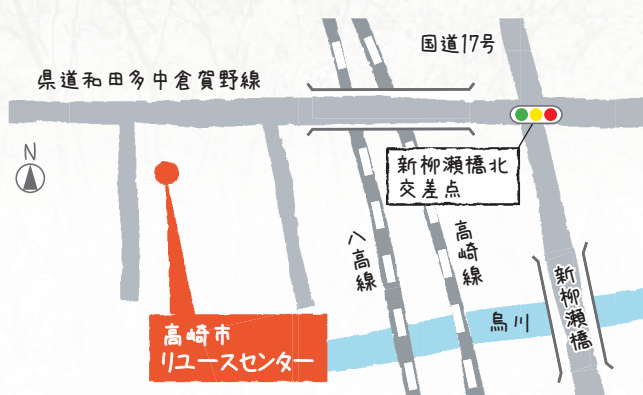 国道17号
県道和田多中倉賀野線
N
新柳瀬橋北
交差点
八高線
高崎線
新柳瀬橋
烏川
高崎市
リユースセンター